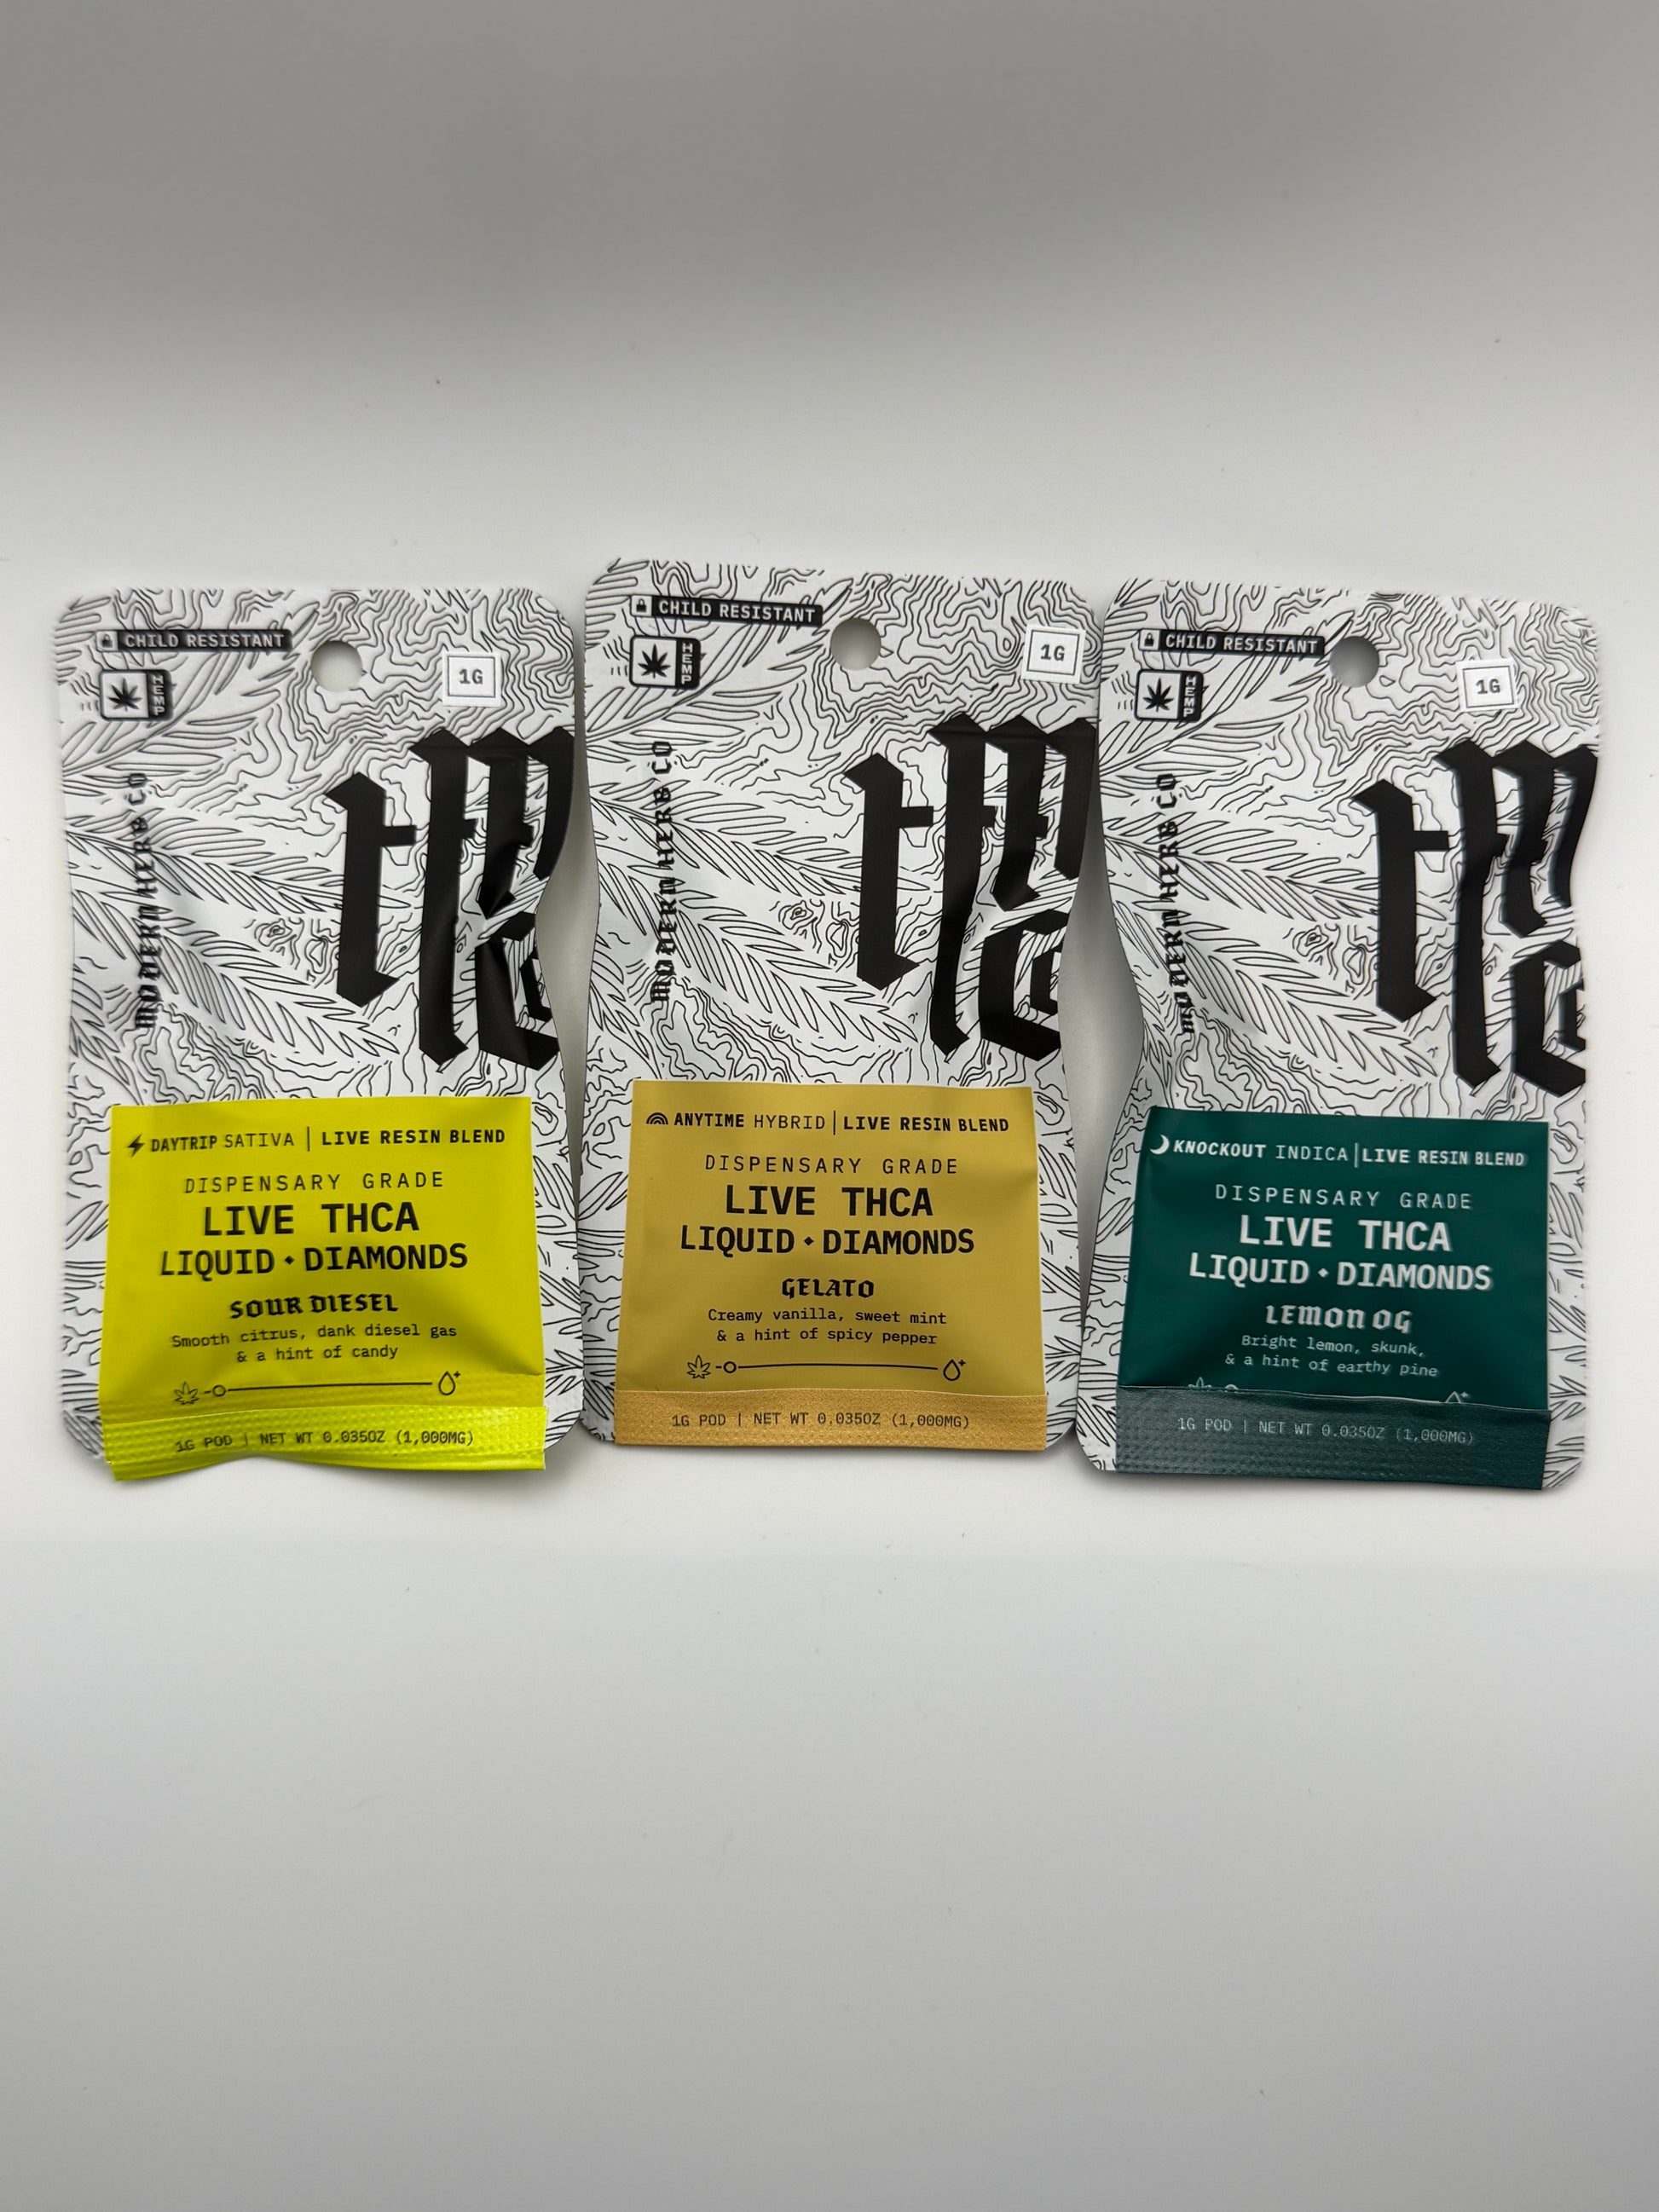 CHILD RESISTANT
HEMP
1G
MODERN HERB CO
DAYTRIP SATIVA | LIVE RESIN BLEND
DISPENSARY GRADE
LIVE THCA
LIQUID ◆ DIAMONDS
SOUR DIESEL
Smooth citrus, dank diesel gas
& a hint of candy
1G POD | NET WT 0.035OZ (1,000MG)
CHILD RESISTANT
HEMP
1G
MODERN HERB CO
ANYTIME HYBRID | LIVE RESIN BLEND
DISPENSARY GRADE
LIVE THCA
LIQUID ◆ DIAMONDS
GELATO
Creamy vanilla, sweet mint
& a hint of spicy pepper
1G POD | NET WT 0.035OZ (1,000MG)
CHILD RESISTANT
HEMP
1G
MODERN HERB CO
KNOCKOUT INDICA | LIVE RESIN BLEND
DISPENSARY GRADE
LIVE THCA
LIQUID ◆ DIAMONDS
LEMON OG
Bright lemon, skunk,
& a hint of earthy pine
1G POD | NET WT 0.035OZ (1,000MG)